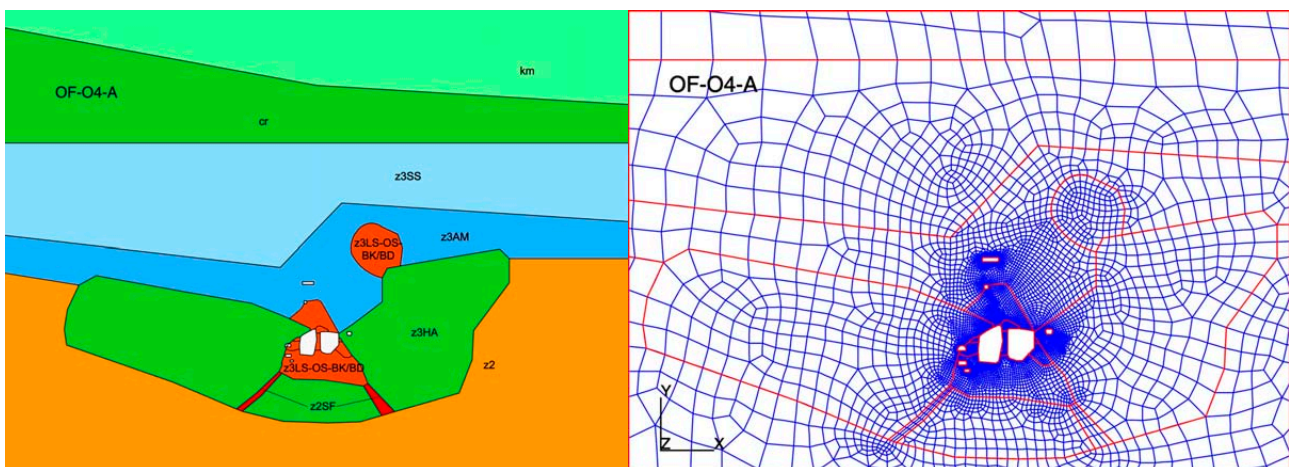 km
OF-O4-A
cr
z3SS
z3LS-OS-
BK/BD
z3AM
z3HA
z3LS-OS-BK/BD
z2
z2SF
OF-O4-A
Y
Z
X